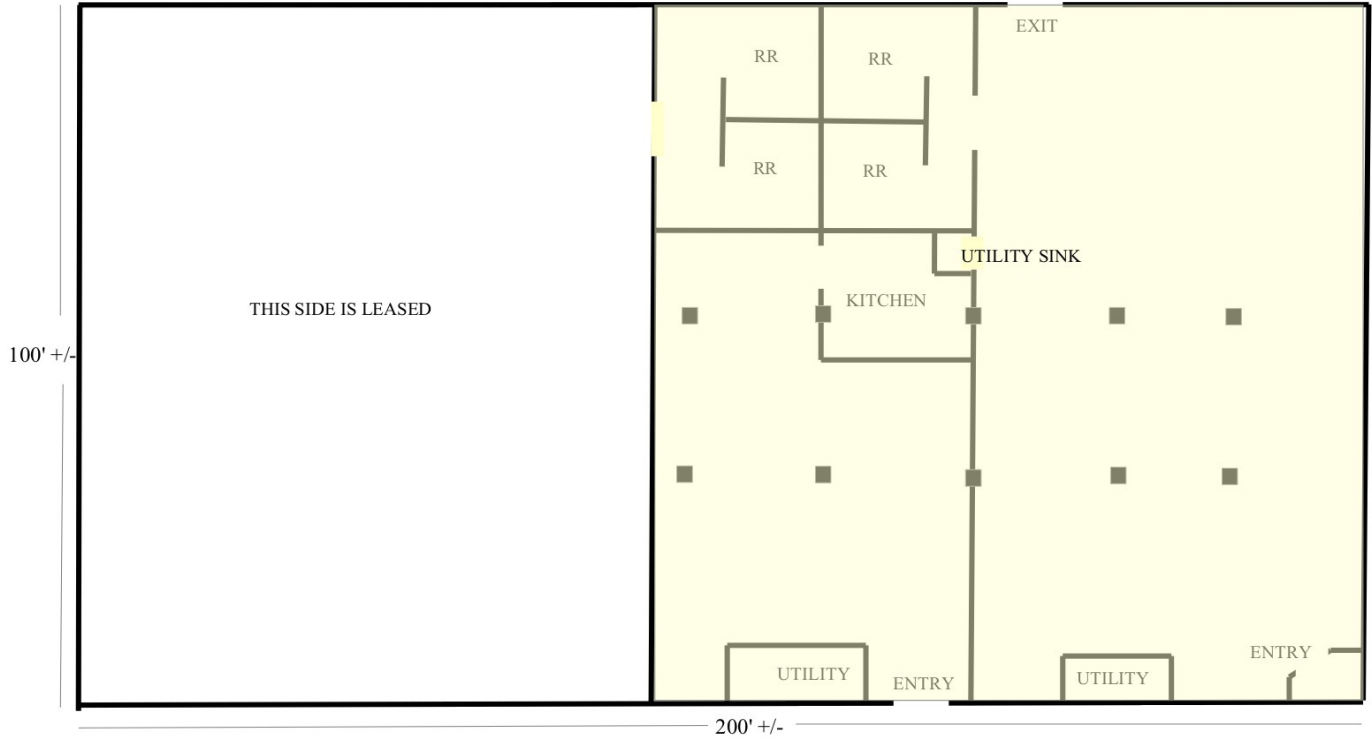 EXIT
RR
RR
RR
RR
UTILITY SINK
KITCHEN
THIS SIDE IS LEASED
100' +/-
ENTRY
UTILITY
UTILITY
ENTRY
200' +/-